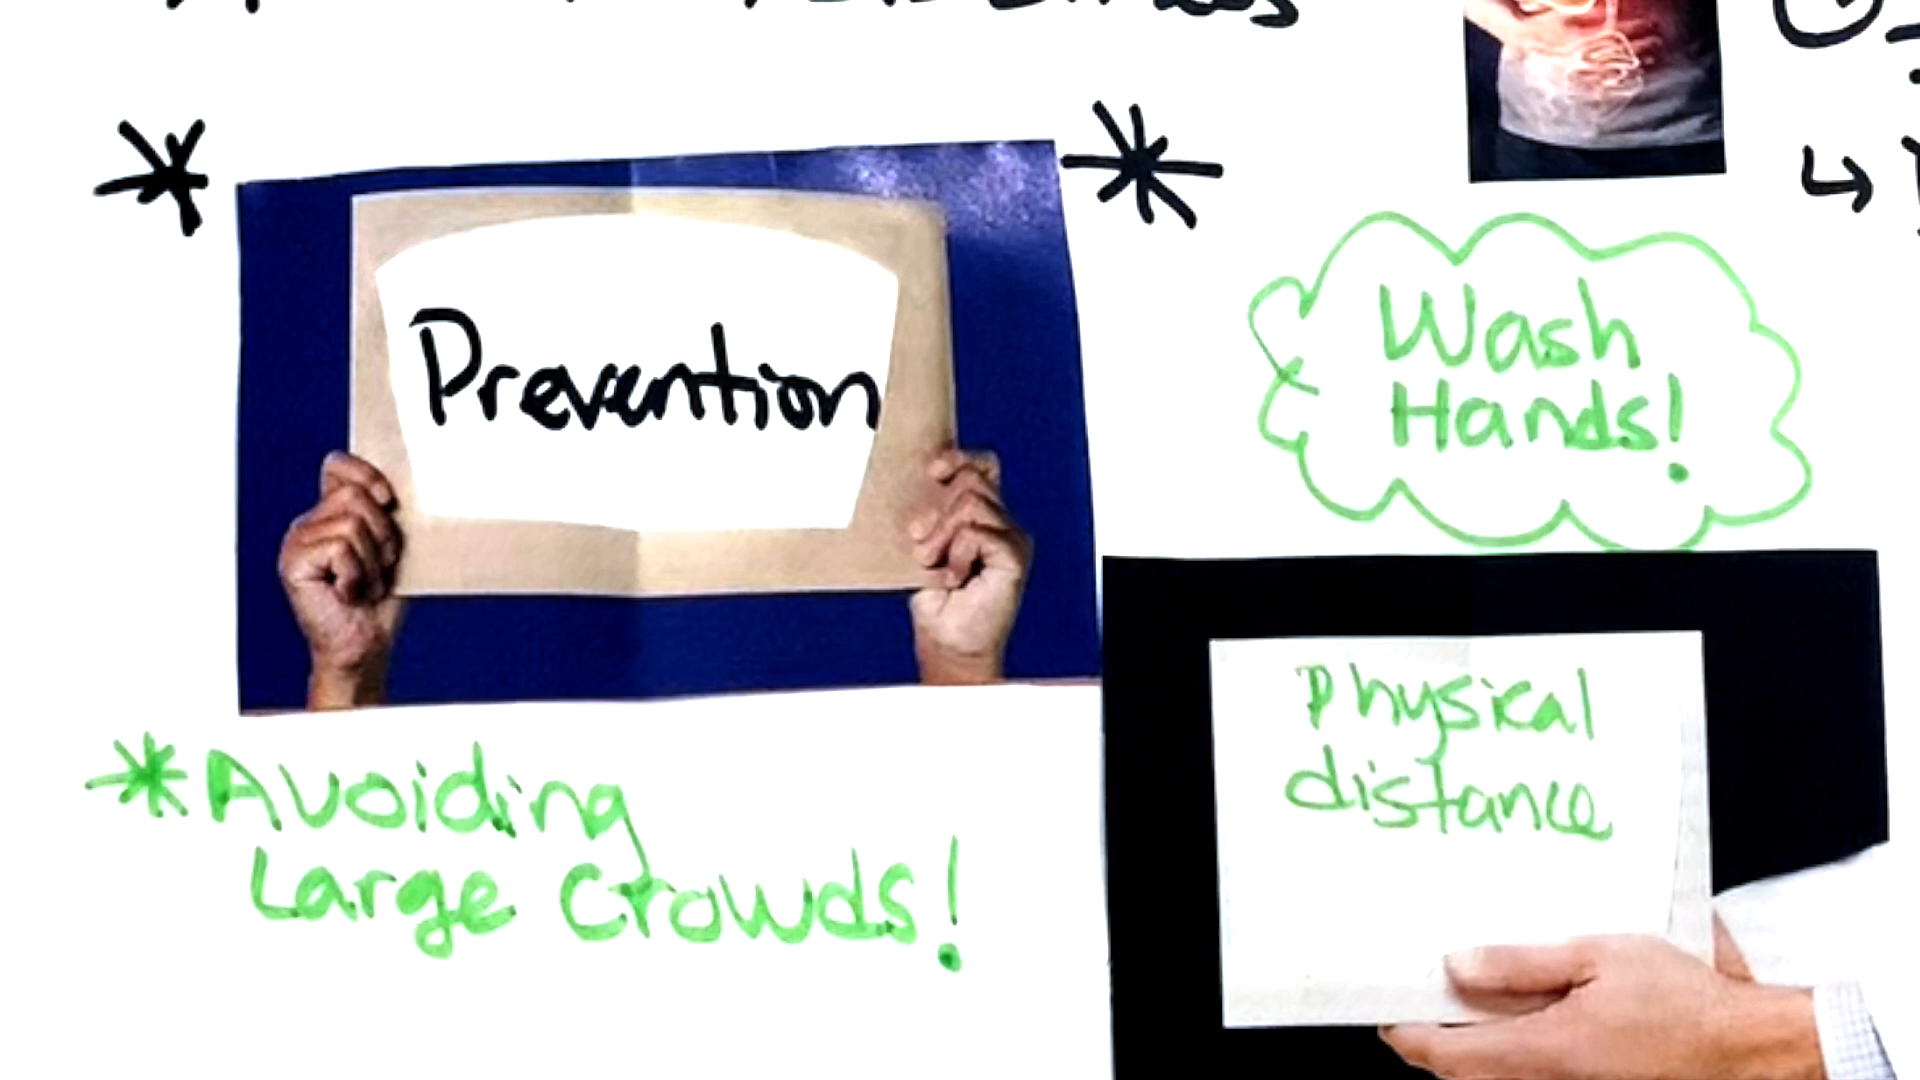 Prevention
Wash
Hands!
Physical
distance
*Avoiding
Large Crowds!